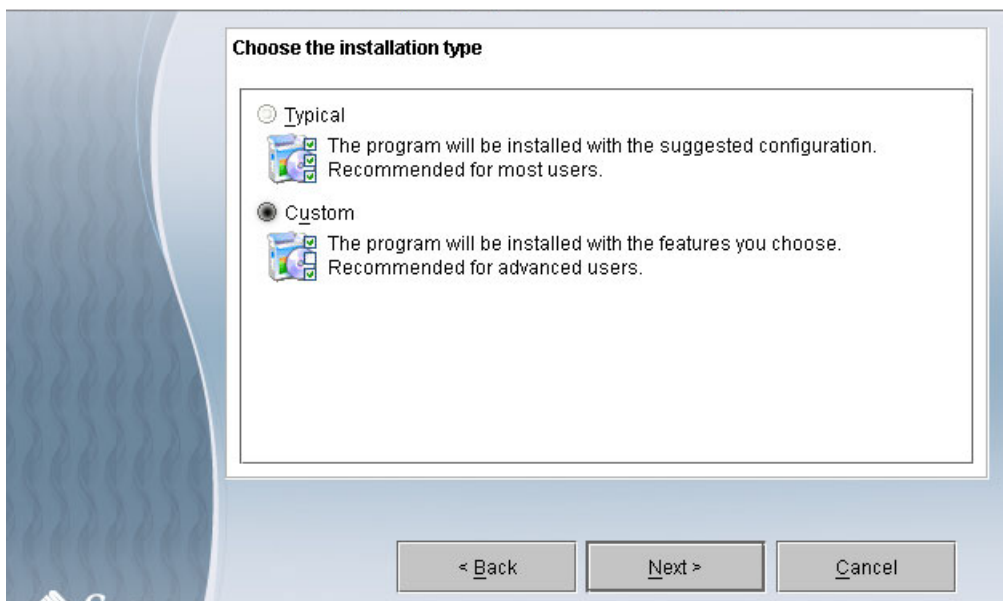 Choose the installation type
Typical
The program will be installed with the suggested configuration.
Recommended for most users.
Custom
The program will be installed with the features you choose.
Recommended for advanced users.
< Back
Next >
Cancel